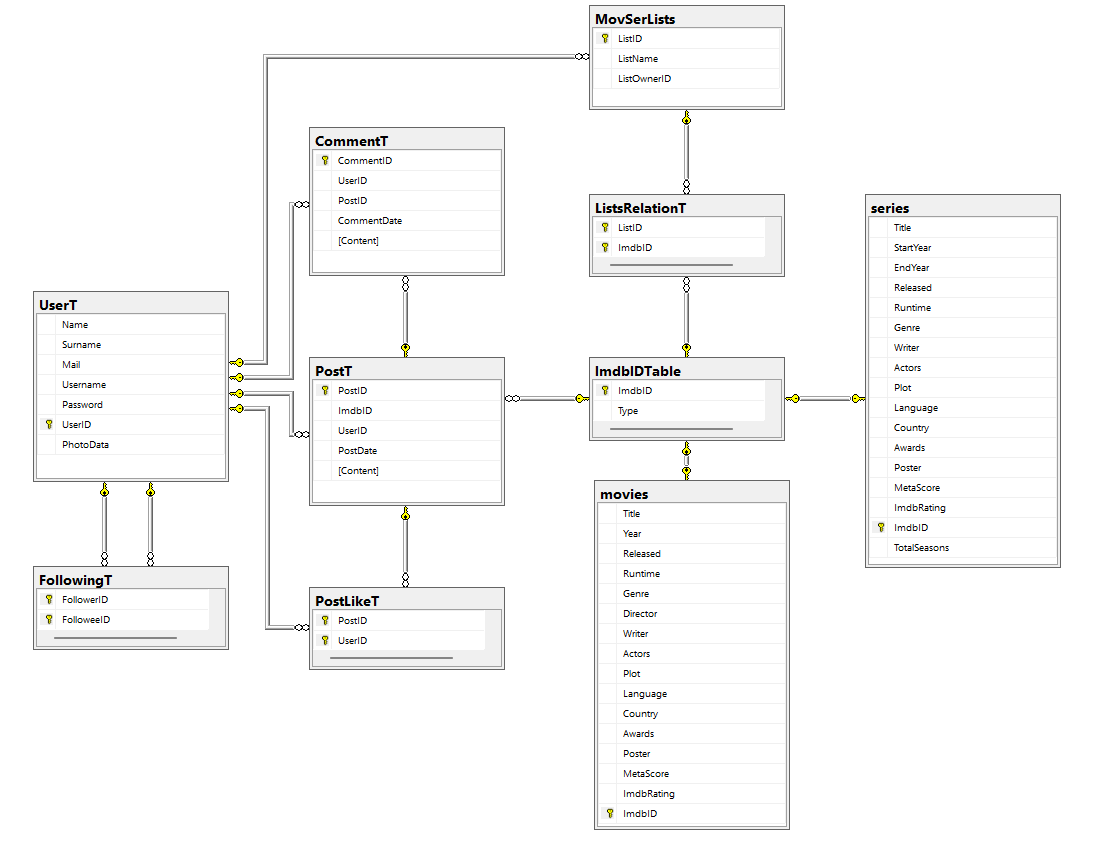 MovSerLists
ListID
ListName
ListOwnerID
CommentT
CommentID
UserID
PostID
CommentDate
[Content]
ListsRelationT
ListID
ImdbID
series
Title
StartYear
EndYear
Released
Runtime
Genre
Writer
Actors
Plot
Language
Country
Awards
Poster
MetaScore
ImdbRating
ImdbID
TotalSeasons
UserT
Name
Surname
Mail
Username
Password
UserID
PhotoData
PostT
PostID
ImdbID
UserID
PostDate
[Content]
ImdbIDTable
ImdbID
Type
movies
Title
Year
Released
Runtime
Genre
Director
Writer
Actors
Plot
Language
Country
Awards
Poster
MetaScore
ImdbRating
ImdbID
FollowingT
FollowerID
FolloweeID
PostLikeT
PostID
UserID